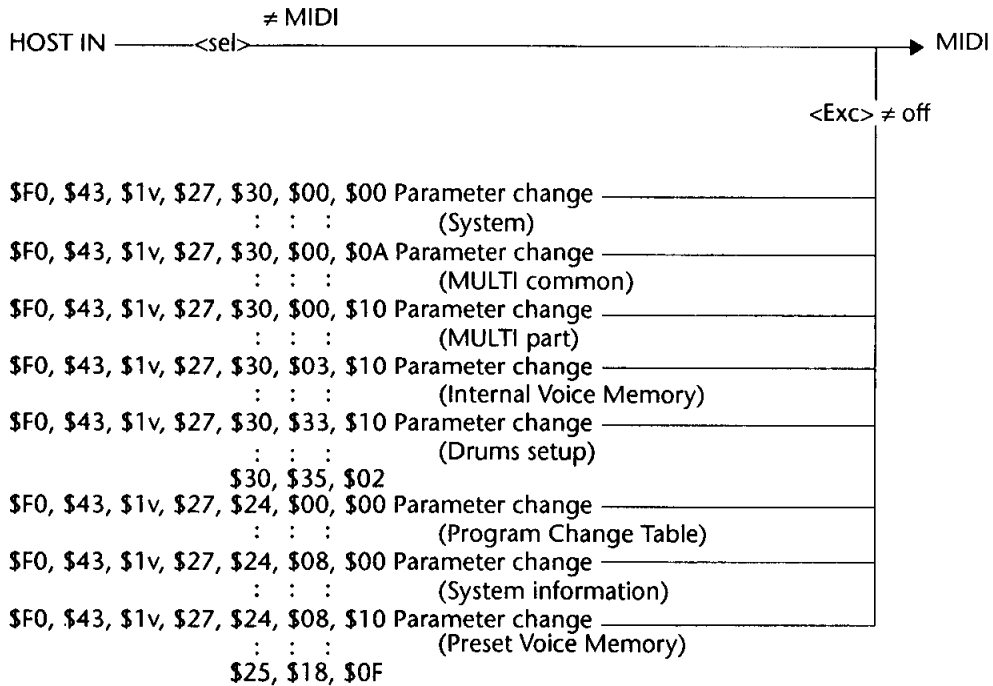 ≠ MIDI
HOST IN <sel> MIDI
<Exc> ≠ off
$F0, $43, $1v, $27, $30, $00, $00 Parameter change
: : : (System)
$F0, $43, $1v, $27, $30, $00, $0A Parameter change
: : : (MULTI common)
$F0, $43, $1v, $27, $30, $00, $10 Parameter change
: : : (MULTI part)
$F0, $43, $1v, $27, $30, $03, $10 Parameter change
: : : (Internal Voice Memory)
$F0, $43, $1v, $27, $30, $33, $10 Parameter change
: : : (Drums setup)
$30, $35, $02
$F0, $43, $1v, $27, $24, $00, $00 Parameter change
: : : (Program Change Table)
$F0, $43, $1v, $27, $24, $08, $00 Parameter change
: : : (System information)
$F0, $43, $1v, $27, $24, $08, $10 Parameter change
: : : (Preset Voice Memory)
$25, $18, $0F